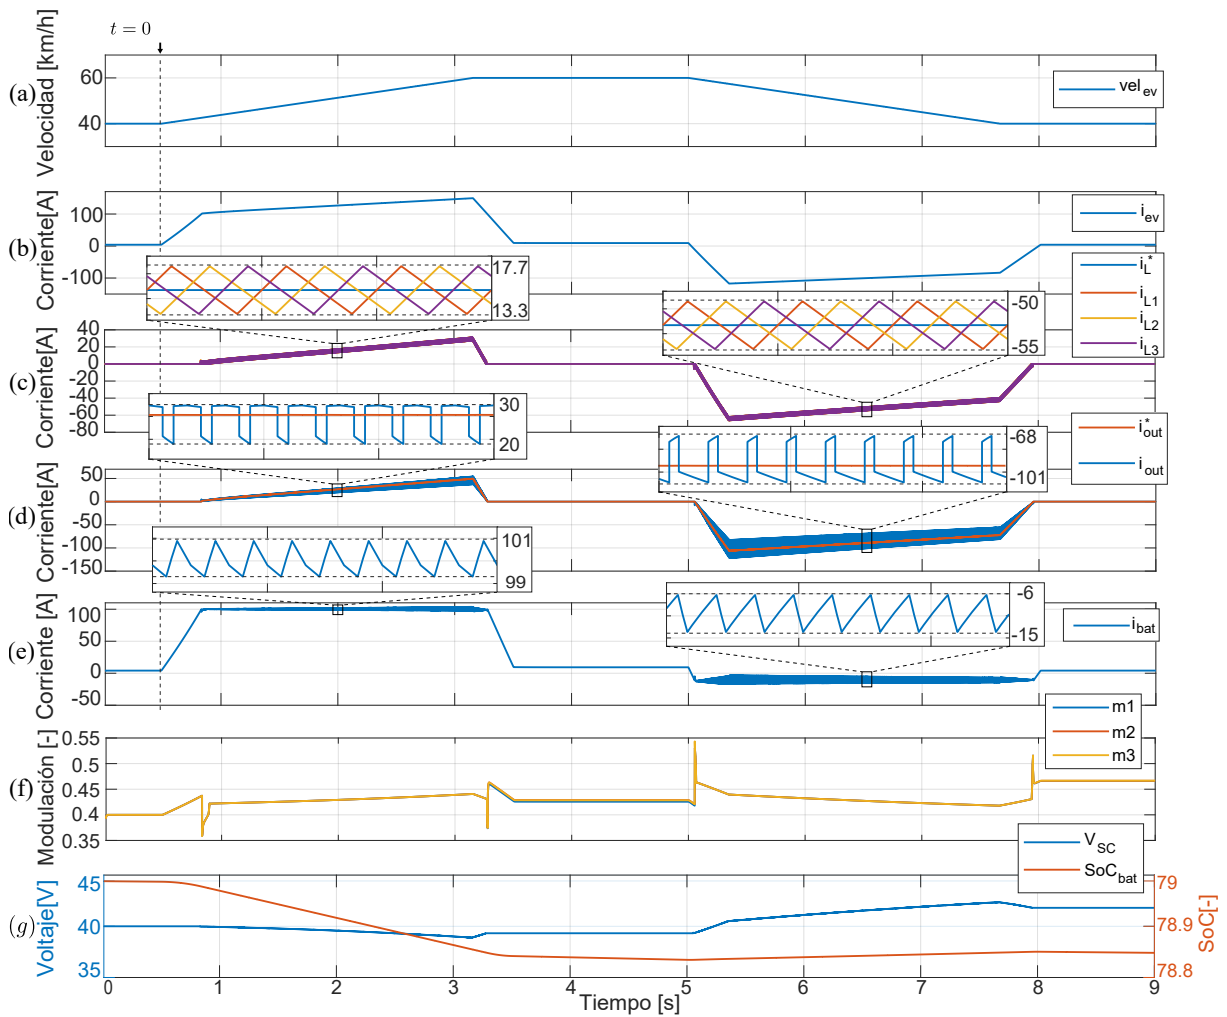 t = 0
(a)
Velocidad [km/h]
60
40
vel_ev
(b)
Corriente[A]
100
0
-100
i_ev
17.7
13.3
-50
-55
i_L^*
i_L1
i_L2
i_L3
(c)
Corriente[A]
40
20
0
-20
-40
-60
-80
30
20
-68
-101
i_out^*
i_out
(d)
Corriente[A]
50
0
-50
-100
-150
101
99
-6
-15
(e)
Corriente [A]
100
50
0
-50
i_bat
(f)
Modulación [-]
0.55
0.5
0.45
0.4
0.35
m1
m2
m3
(g)
Voltaje[V]
45
40
35
V_SC
SoC_bat
79
78.9
78.8
SoC[-]
0 1 2 3 4 5 6 7 8 9
Tiempo [s]